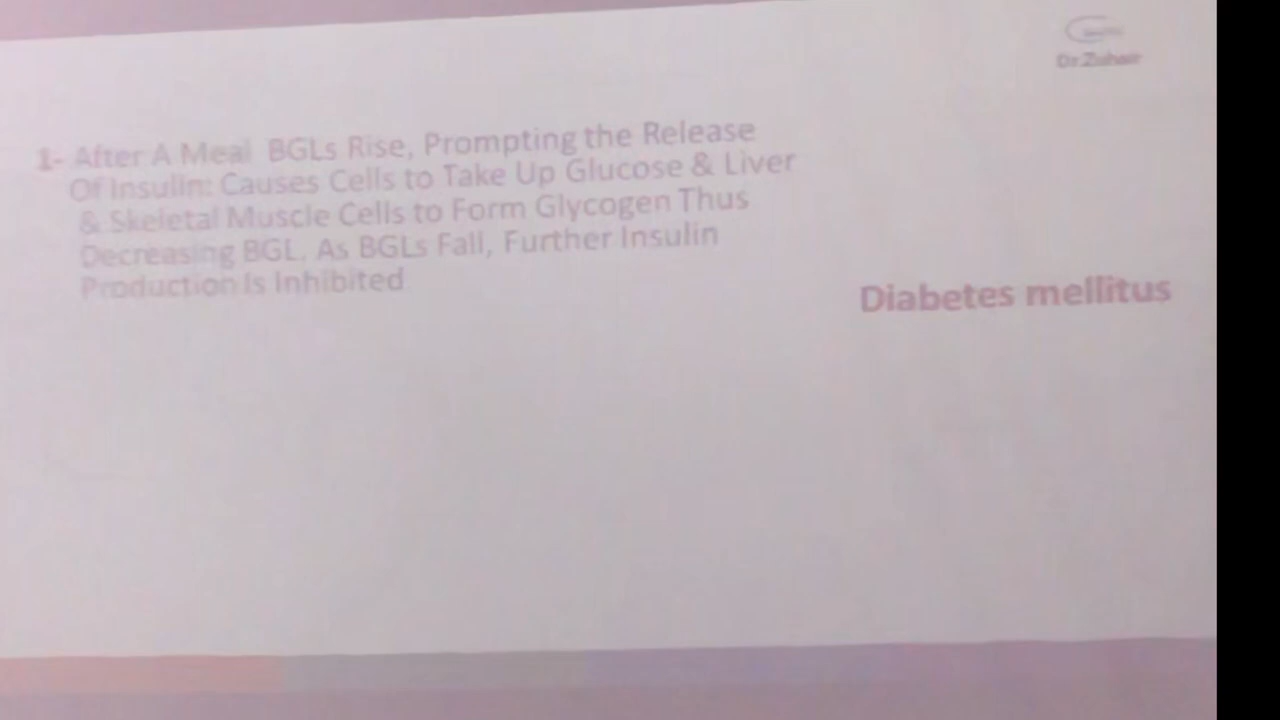 Dr.Zuhair
1- After A Meal BGLs Rise, Prompting the Release
Of Insulin: Causes Cells to Take Up Glucose & Liver
& Skeletal Muscle Cells to Form Glycogen Thus
Decreasing BGL, As BGLs Fall, Further Insulin
Production Is Inhibited
Diabetes mellitus